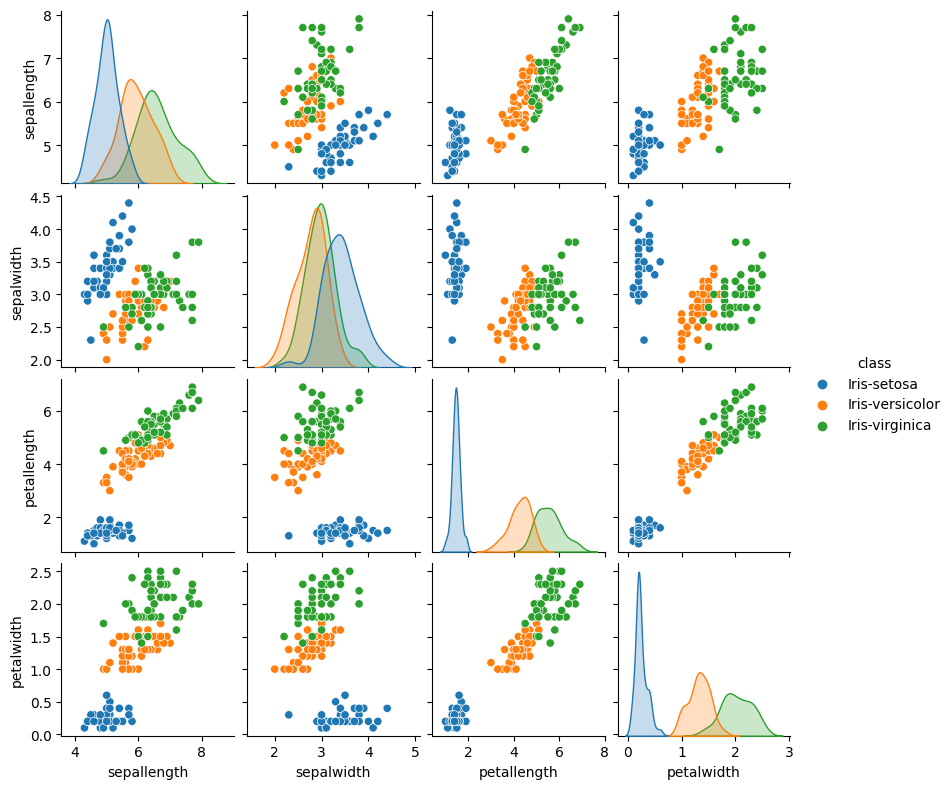 8
7
6
5
sepallength
4.5
4.0
3.5
3.0
2.5
2.0
sepalwidth
6
4
2
petallength
2.5
2.0
1.5
1.0
0.5
0.0
petalwidth
4 6 8
sepallength
2 3 4 5
sepalwidth
2 4 6 8
petallength
0 1 2 3
petalwidth
class
Iris-setosa
Iris-versicolor
Iris-virginica